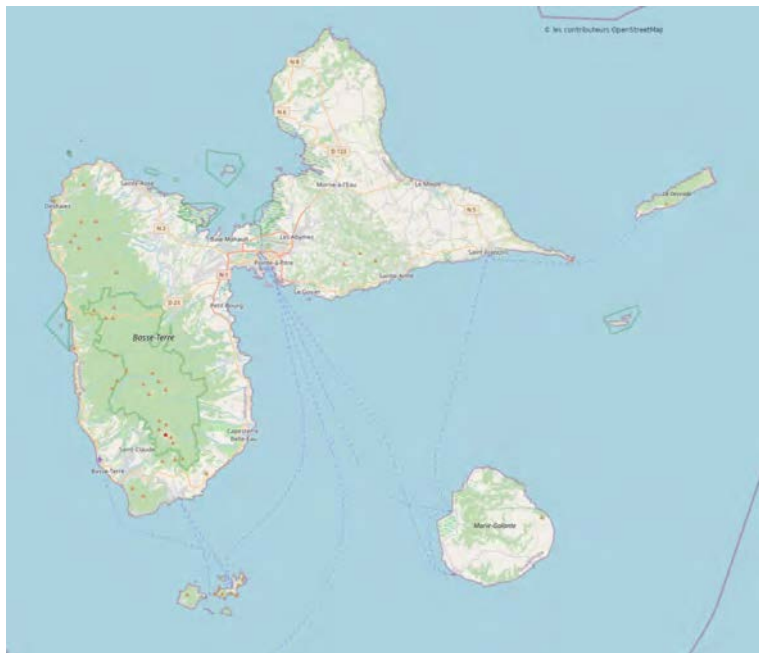 © les contributeurs OpenStreetMap
N 8
N 6
D 122
Morne-à-l'Eau
Le Moule
La Désirade
Sainte-Rose
Deshaies
N 2
N 5
Baie Mahault
Les Abymes
Pointe-à-Pitre
Saint-François
N 1
Sainte-Anne
Le Gosier
D 23
Petit Bourg
Basse-Terre
Capesterre
Belle-Eau
Saint Claude
Basse-Terre
Marie-Galante